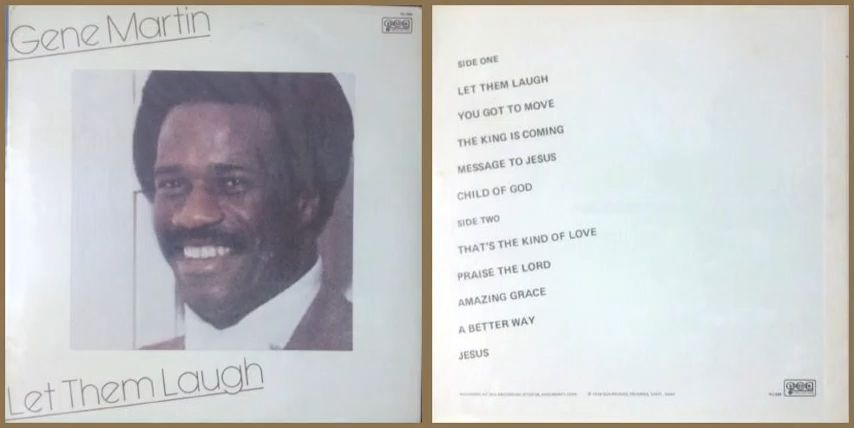 Gene Martin
Let Them Laugh
SIDE ONE
LET THEM LAUGH
YOU GOT TO MOVE
THE KING IS COMING
MESSAGE TO JESUS
CHILD OF GOD
SIDE TWO
THAT'S THE KIND OF LOVE
PRAISE THE LORD
AMAZING GRACE
A BETTER WAY
JESUS